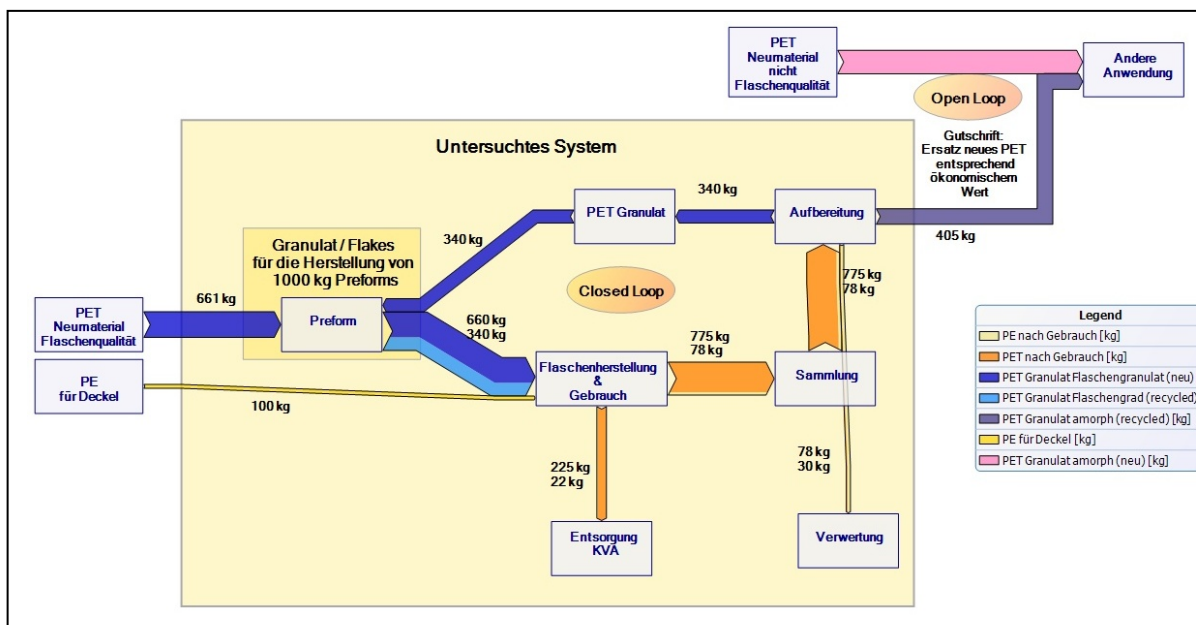 PET
Neumaterial
nicht
Flaschenqualität
Andere
Anwendung
Open Loop
Gutschrift:
Ersatz neues PET
entsprechend
ökonomischem
Wert
Untersuchtes System
340 kg
PET Granulat
Aufbereitung
405 kg
340 kg
Granulat / Flakes
für die Herstellung von
1000 kg Preforms
Closed Loop
775 kg
78 kg
661 kg
PET
Neumaterial
Flaschenqualität
Preform
660 kg
340 kg
775 kg
78 kg
PE
für Deckel
100 kg
Flaschenherstellung
&
Gebrauch
Sammlung
225 kg
22 kg
78 kg
30 kg
Entsorgung
KVA
Verwertung
Legend
PE nach Gebrauch [kg]
PET nach Gebrauch [kg]
PET Granulat Flaschengranulat (neu)
PET Granulat Flaschengrad (recycled)
PET Granulat amorph (recycled) [kg]
PE für Deckel [kg]
PET Granulat amorph (neu) [kg]